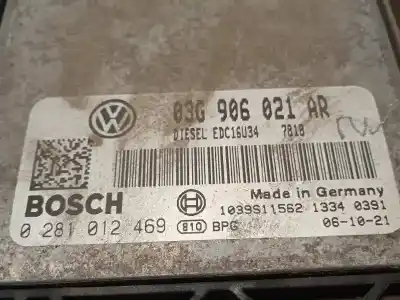 03G 906 021 AR
DIESEL EDC16U34 7818
BOSCH
Made in Germany
1039S11562 1334 0391
0 281 012 469 810 BPG 06-10-21